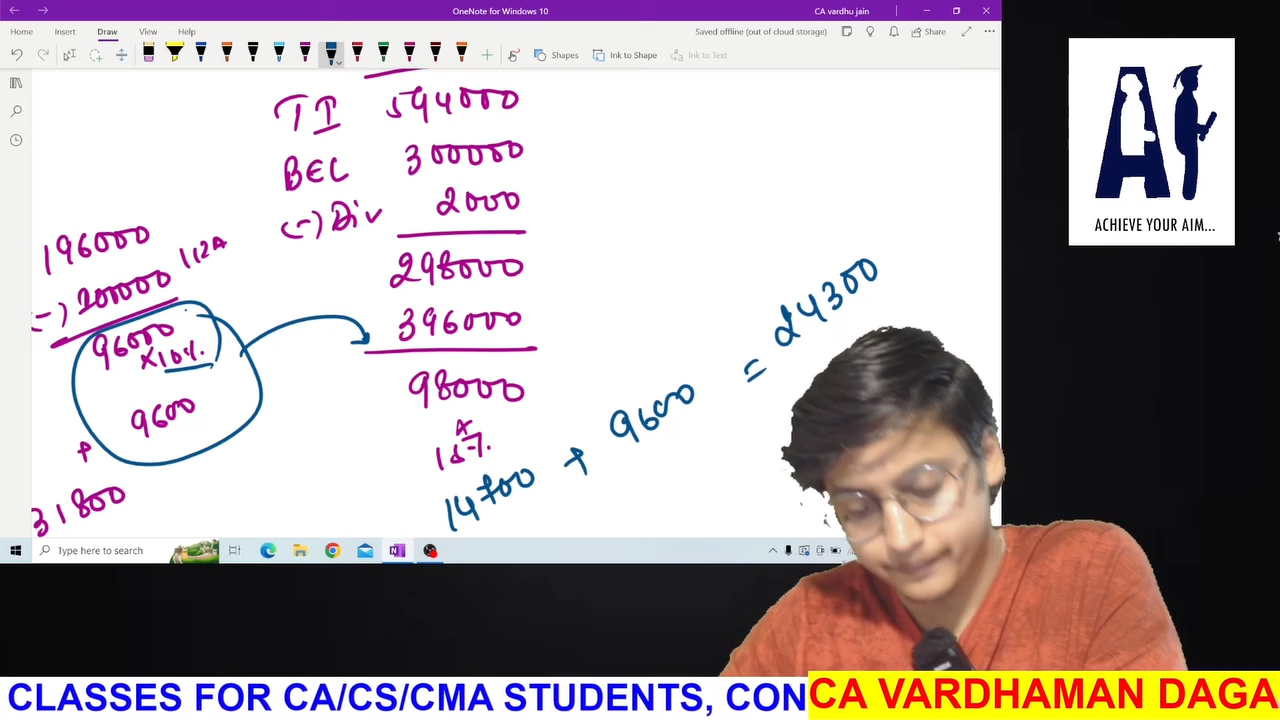 OneNote for Windows 10
CA vardhu jain
Home Insert Draw View Help
Saved offline (out of cloud storage)
Share
Shapes
Ink to Shape
Ink to Text
TI 594000
BEL 300000
(-) Div 2000
298000
396000
98000
×
15%
14700 + 9600 = 24300
196000
(-) 200000 112A
96000
×10%
9600
+
31800
Type here to search
ACHIEVE YOUR AIM...
CLASSES FOR CA/CS/CMA STUDENTS, CON
CA VARDHAMAN DAGA